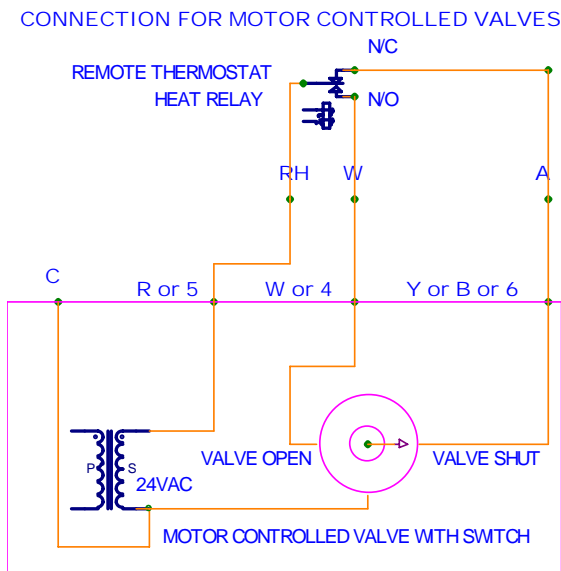 CONNECTION FOR MOTOR CONTROLLED VALVES
N/C
REMOTE THERMOSTAT
HEAT RELAY
N/O
RH W A
C
R or 5 W or 4 Y or B or 6
VALVE OPEN VALVE SHUT
P S
24VAC
MOTOR CONTROLLED VALVE WITH SWITCH